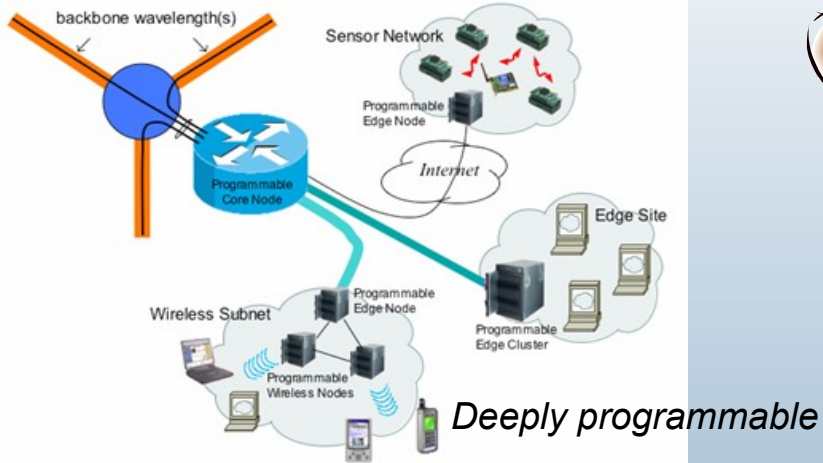 backbone wavelength(s)
Sensor Network
Programmable
Edge Node
Internet
Programmable
Core Node
Edge Site
Programmable
Edge Node
Wireless Subnet
Programmable
Edge Cluster
Programmable
Wireless Nodes
Deeply programmable